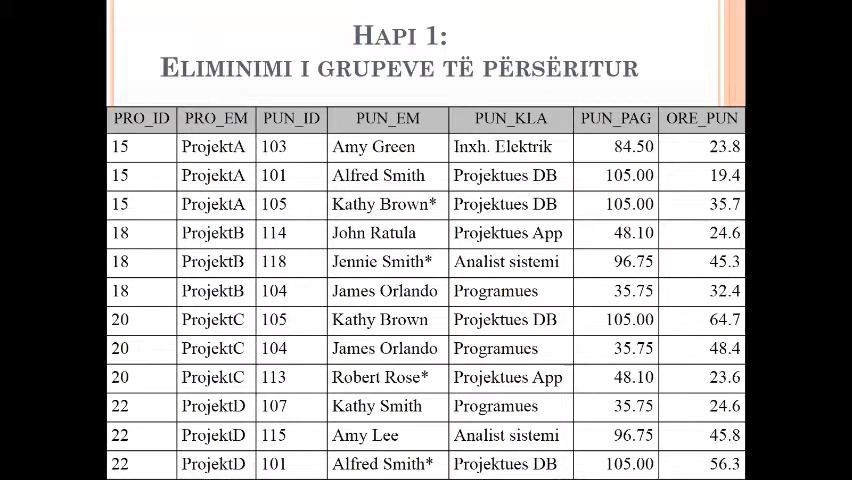 HAPI 1:
ELIMINIMI I GRUPEVE TË PËRSËRITUR
PRO_ID PRO_EM PUN_ID PUN_EM PUN_KLA PUN_PAG ORE_PUN
15 ProjektA 103 Amy Green Inxh. Elektrik 84.50 23.8
15 ProjektA 101 Alfred Smith Projektues DB 105.00 19.4
15 ProjektA 105 Kathy Brown* Projektues DB 105.00 35.7
18 ProjektB 114 John Ratula Projektues App 48.10 24.6
18 ProjektB 118 Jennie Smith* Analist sistemi 96.75 45.3
18 ProjektB 104 James Orlando Programues 35.75 32.4
20 ProjektC 105 Kathy Brown Projektues DB 105.00 64.7
20 ProjektC 104 James Orlando Programues 35.75 48.4
20 ProjektC 113 Robert Rose* Projektues App 48.10 23.6
22 ProjektD 107 Kathy Smith Programues 35.75 24.6
22 ProjektD 115 Amy Lee Analist sistemi 96.75 45.8
22 ProjektD 101 Alfred Smith* Projektues DB 105.00 56.3